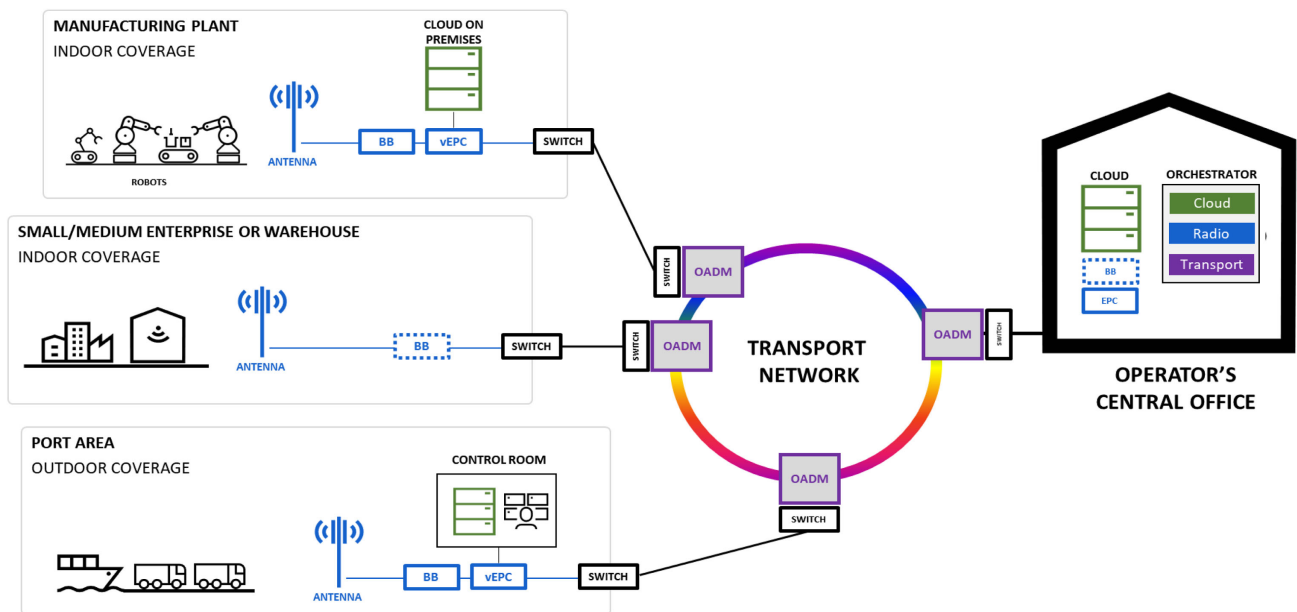 MANUFACTURING PLANT
INDOOR COVERAGE
CLOUD ON
PREMISES
ROBOTS
ANTENNA
BB
vEPC
SWITCH
SMALL/MEDIUM ENTERPRISE OR WAREHOUSE
INDOOR COVERAGE
ANTENNA
BB
SWITCH
PORT AREA
OUTDOOR COVERAGE
CONTROL ROOM
ANTENNA
BB
vEPC
SWITCH
SWITCH
OADM
SWITCH
OADM
TRANSPORT
NETWORK
OADM
SWITCH
OADM
SWITCH
CLOUD
BB
EPC
ORCHESTRATOR
Cloud
Radio
Transport
OPERATOR’S
CENTRAL OFFICE